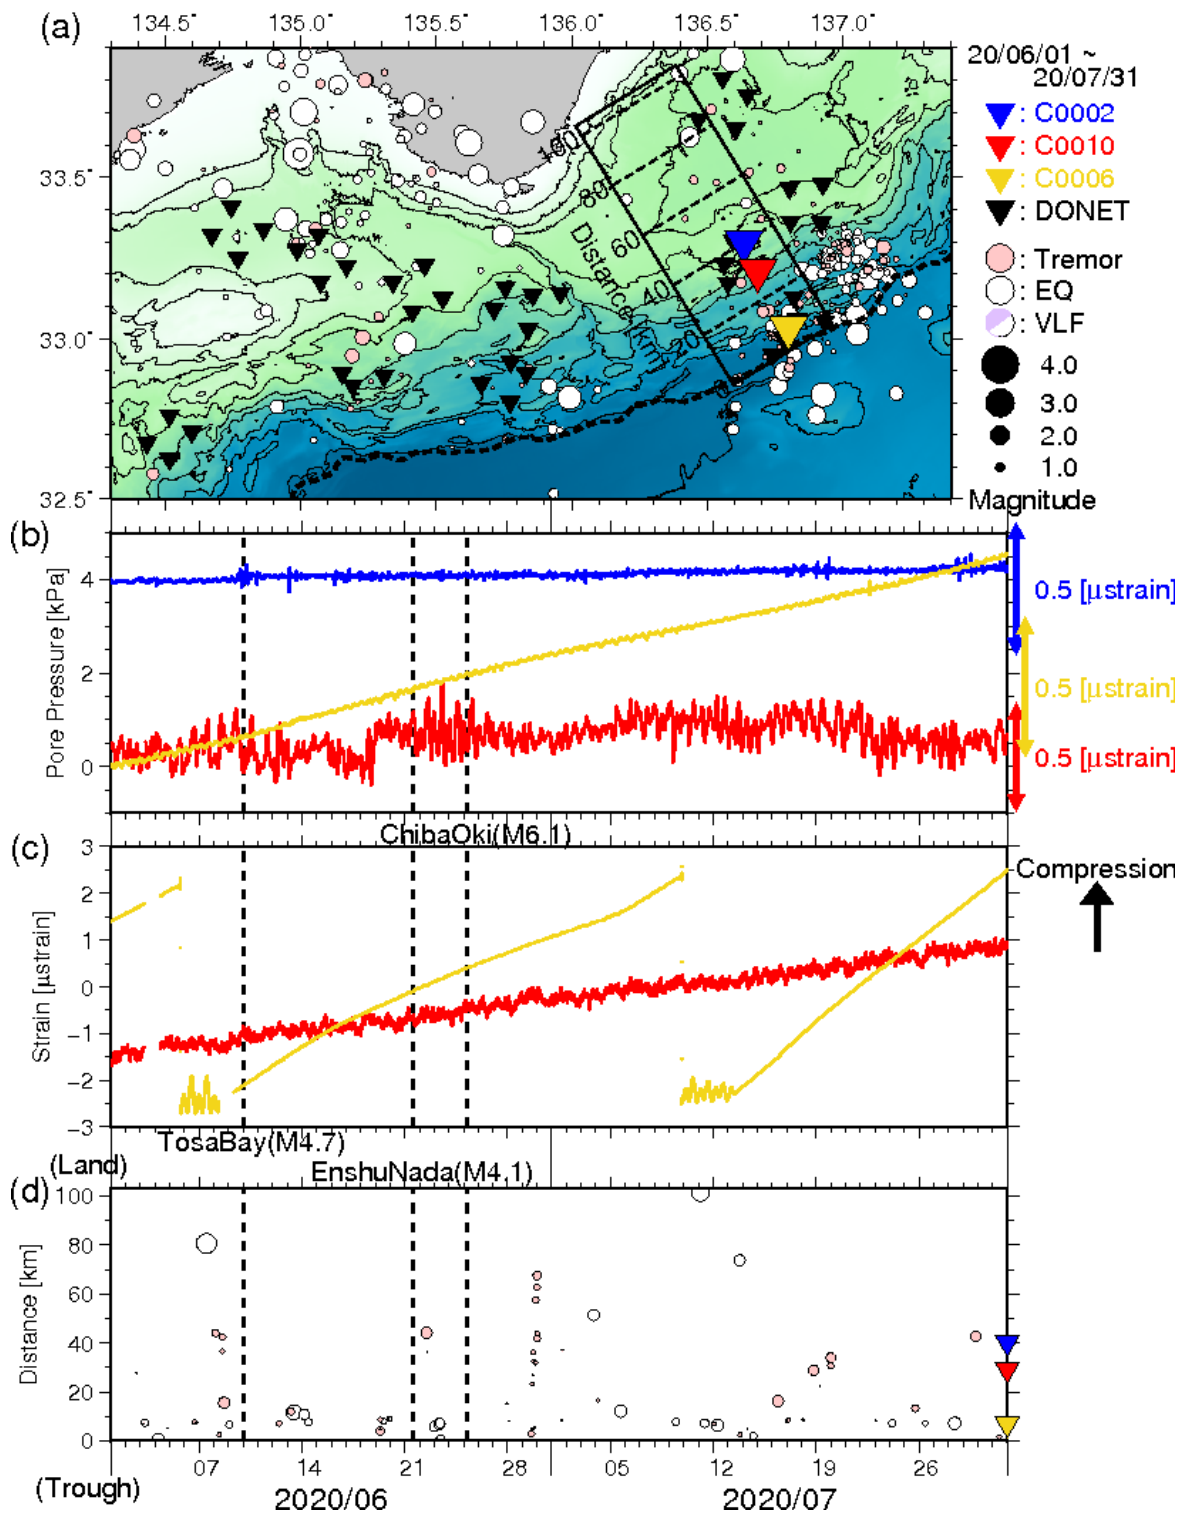 (a)
134.5° 135.0° 135.5° 136.0° 136.5° 137.0°
20/06/01 ~
20/07/31
: C0002
: C0010
: C0006
: DONET
: Tremor
: EQ
: VLF
4.0
3.0
2.0
1.0
Magnitude
33.5°
33.0°
32.5°
100
80
60
40
20
0
Distance[km]
(b)
Pore Pressure [kPa]
4
2
0
0.5 [μstrain]
0.5 [μstrain]
0.5 [μstrain]
ChibaOki(M6.1)
(c)
Strain [μstrain]
3
2
1
0
−1
−2
−3
Compression
TosaBay(M4.7)
(Land)
EnshuNada(M4.1)
(d)
Distance [km]
100
80
60
40
20
0
07 14 21 28 05 12 19 26
(Trough)
2020/06 2020/07